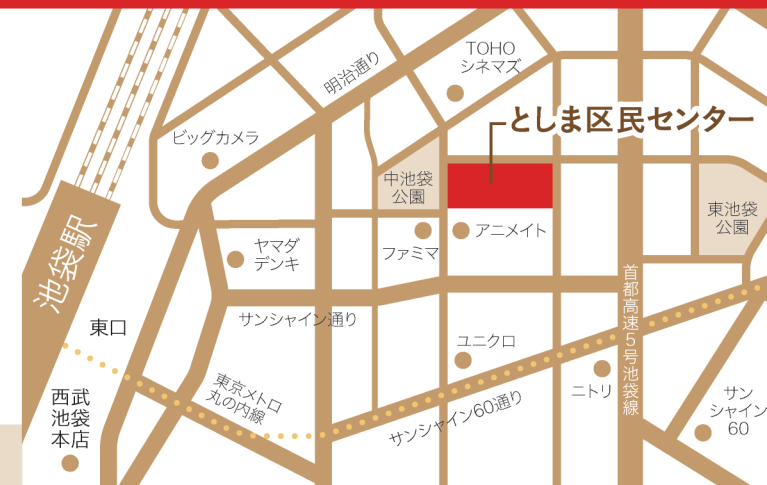 TOHO
シネマズ
明治通り
としま区民センター
ビッグカメラ
中池袋
公園
東池袋
公園
アニメイト
ファミマ
ヤマダ
デンキ
池袋駅
首都高速5号池袋線
サンシャイン通り
東口
ユニクロ
東京メトロ
丸の内線
ニトリ
西武
池袋
本店
サンシャイン60通り
サン
シャイン
60